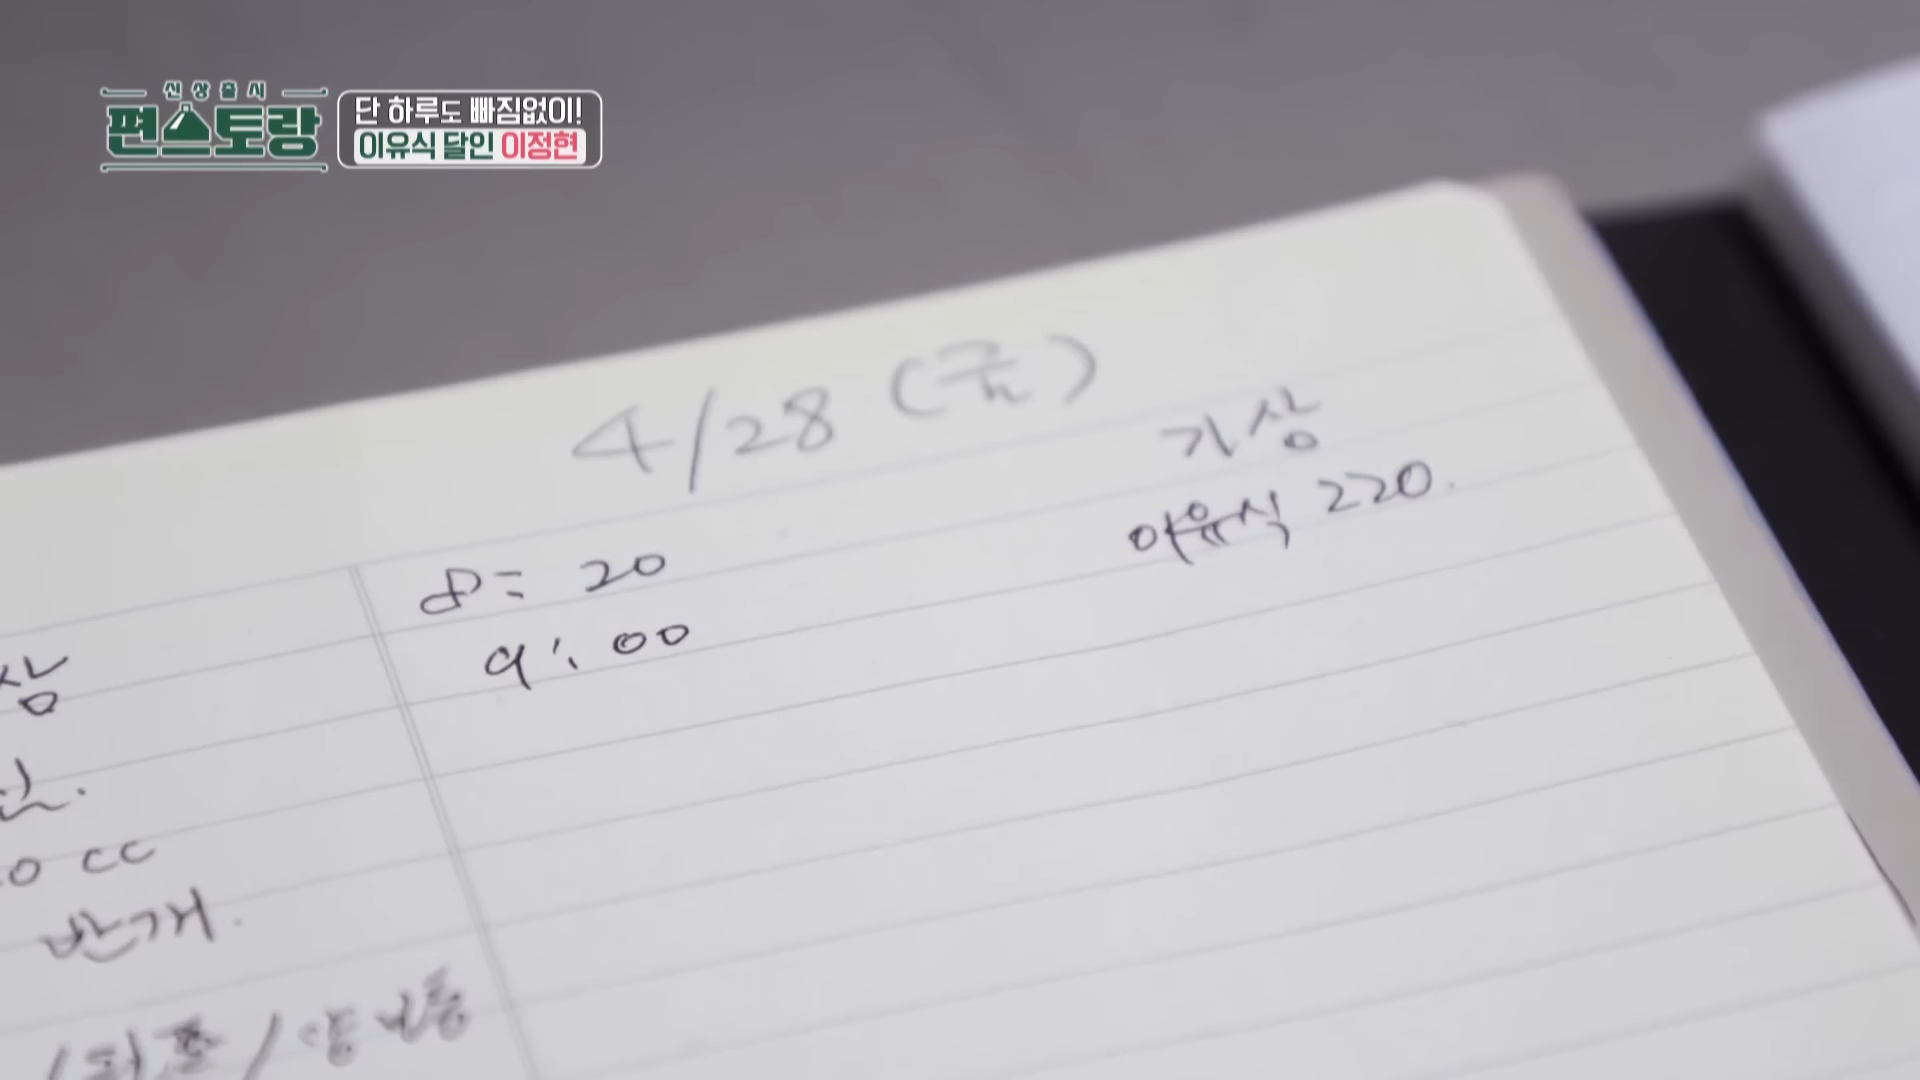 신상출시
편스토랑
단 하루도 빠짐없이!
이유식 달인 이정현
4/28 (금)
8:20 기상
9:00 이유식 220.
cc
반개.